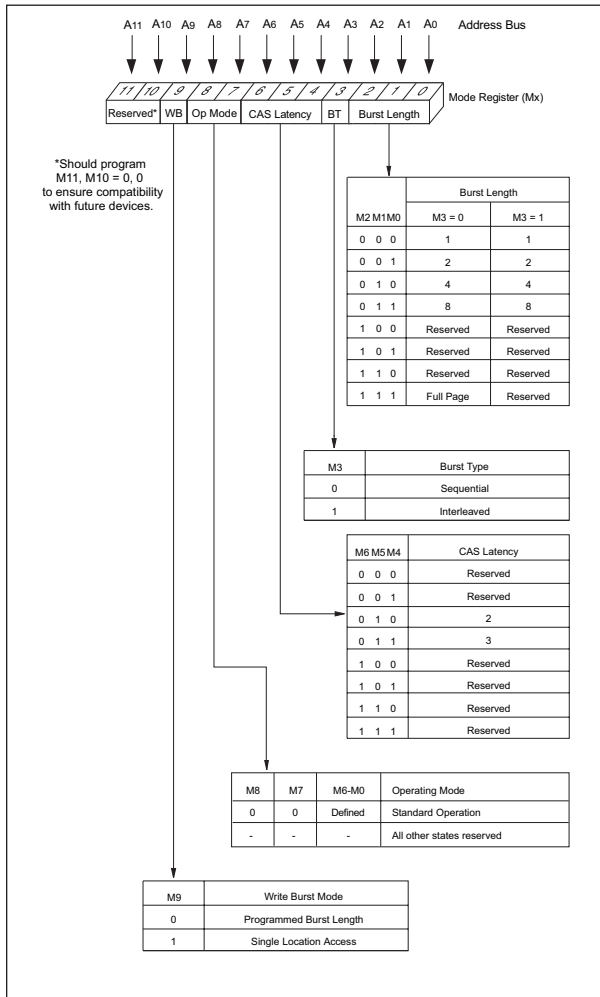 A11 A10 A9 A8 A7 A6 A5 A4 A3 A2 A1 A0 Address Bus
11 10 9 8 7 6 5 4 3 2 1 0
Mode Register (Mx)
Reserved* WB Op Mode CAS Latency BT Burst Length
*Should program
M11, M10 = 0, 0
to ensure compatibility
with future devices.
Burst Length
M2 M1M0 M3 = 0 M3 = 1
0 0 0 1 1
0 0 1 2 2
0 1 0 4 4
0 1 1 8 8
1 0 0 Reserved Reserved
1 0 1 Reserved Reserved
1 1 0 Reserved Reserved
1 1 1 Full Page Reserved
M3 Burst Type
0 Sequential
1 Interleaved
M6 M5M4 CAS Latency
0 0 0 Reserved
0 0 1 Reserved
0 1 0 2
0 1 1 3
1 0 0 Reserved
1 0 1 Reserved
1 1 0 Reserved
1 1 1 Reserved
M8 M7 M6-M0 Operating Mode
0 0 Defined Standard Operation
- - - All other states reserved
M9 Write Burst Mode
0 Programmed Burst Length
1 Single Location Access